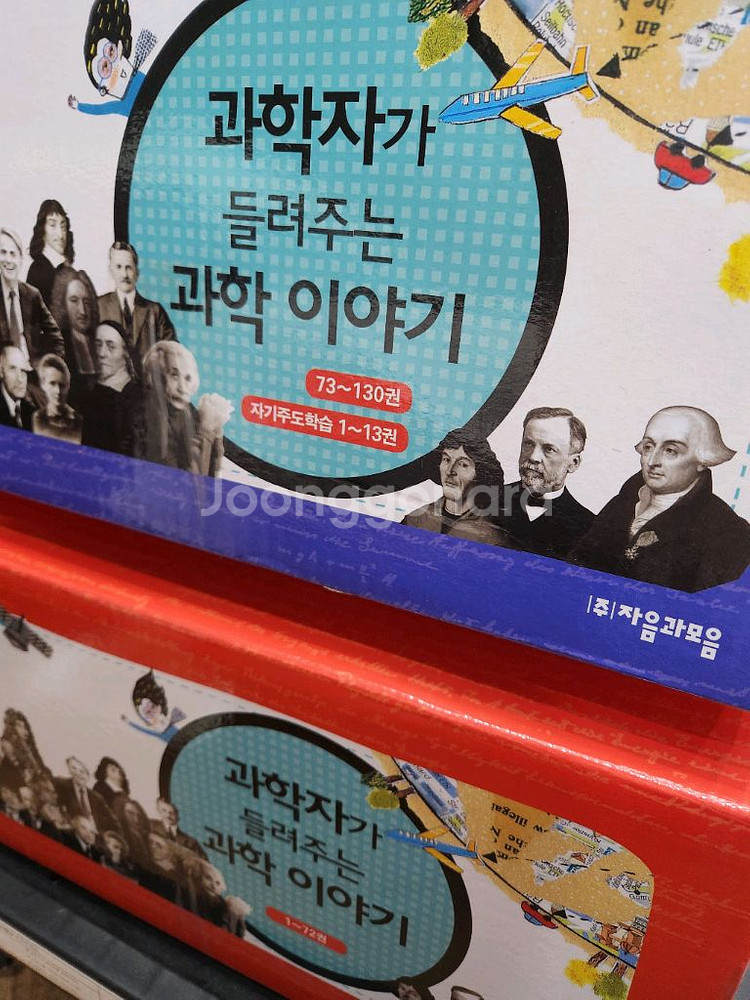 과학자가
들려주는
과학 이야기
73~130권
자기주도학습 1~13권
Joonggonara
|주| 자음과모음
과학자가
들려주는
과학 이야기
1~72권